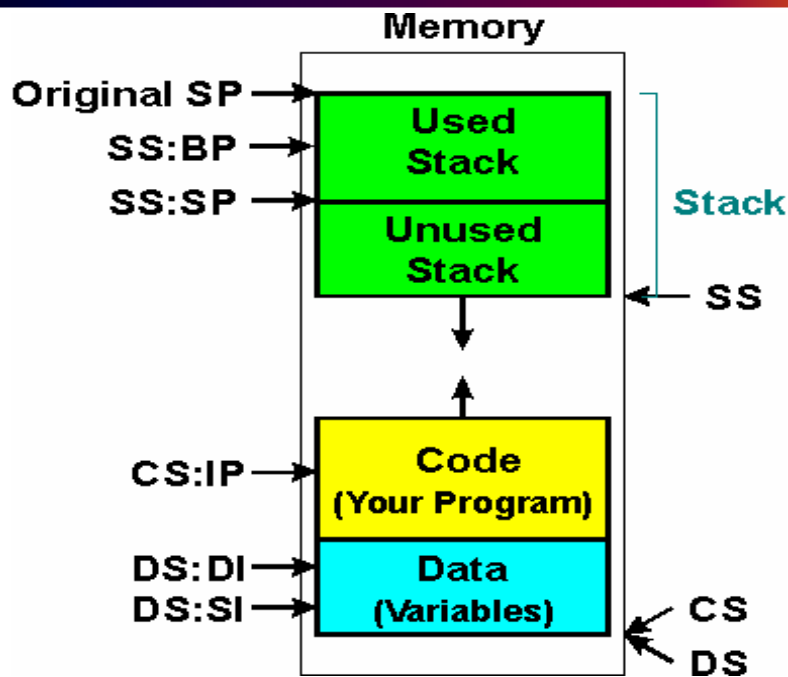 Memory
Original SP
Used
Stack
SS:BP
SS:SP
Stack
Unused
Stack
SS
Code
(Your Program)
CS:IP
DS:DI
Data
(Variables)
DS:SI
CS
DS